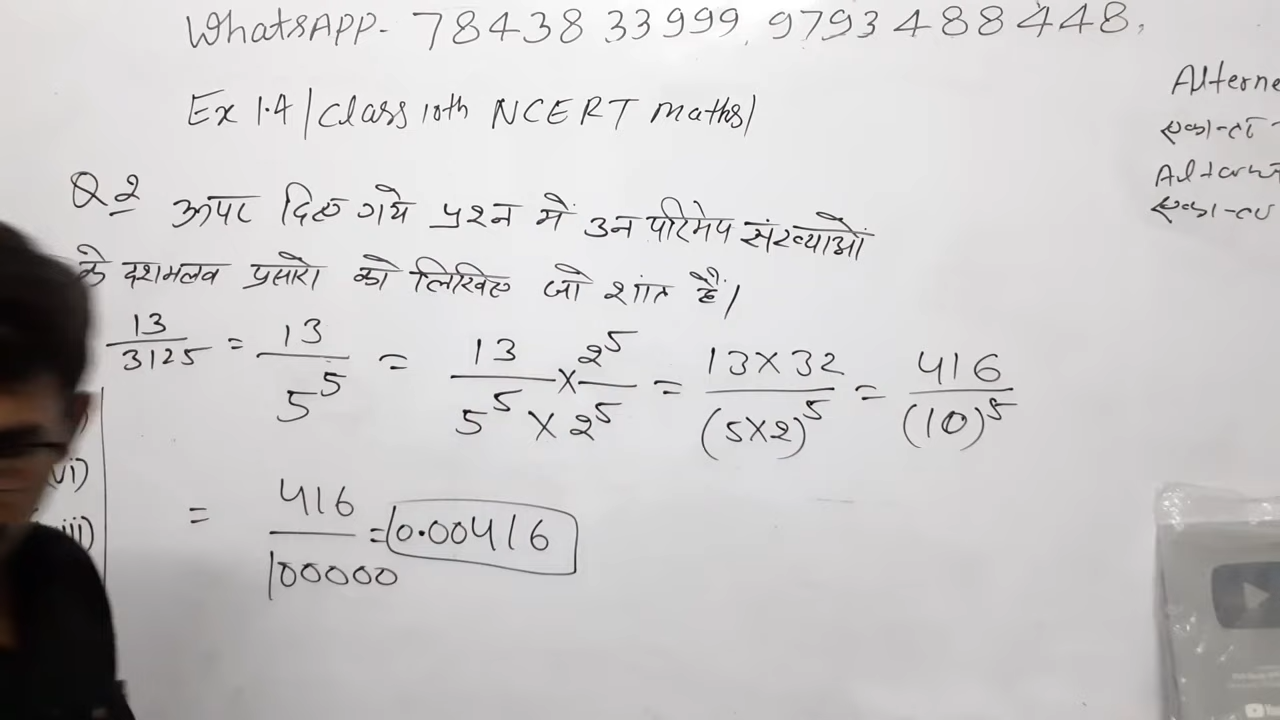 WhatsAPP- 7843833999, 9793488448,
Ex 1.4 / Class 10th NCERT Maths/
Q2 ऊपर दिए गये प्रश्न में उन परिमेय संख्याओं
के दशमलव प्रसारो को लिखिए जो शांत हैं।
13/3125 = 13/5^5 = 13/5^5 × 2^5/× 2^5 = 13×32/(5×2)^5 = 416/(10)^5
= 416/100000 = 0.00416
vi)
iii)
Alterne